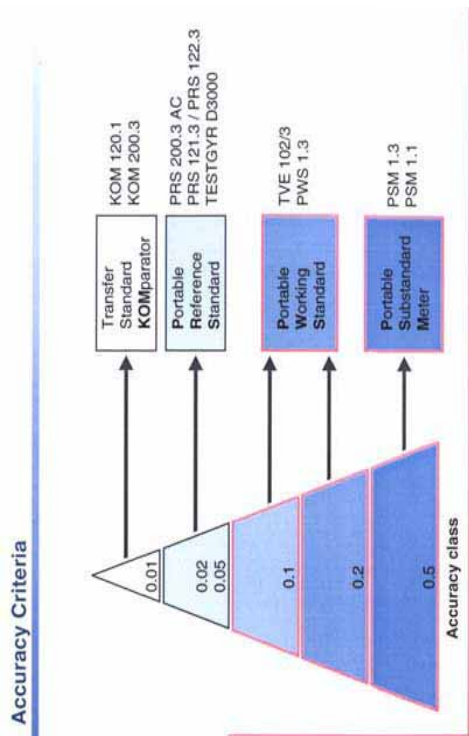 Accuracy Criteria
0.01
0.02
0.05
0.1
0.2
0.5
Accuracy class
Transfer
Standard
KOMparator
KOM 120.1
KOM 200.3
Portable
Reference
Standard
PRS 200.3 AC
PRS 121.3 / PRS 122.3
TESTGYR D3000
Portable
Working
Standard
TVE 102/3
PWS 1.3
Portable
Substandard
Meter
PSM 1.3
PSM 1.1